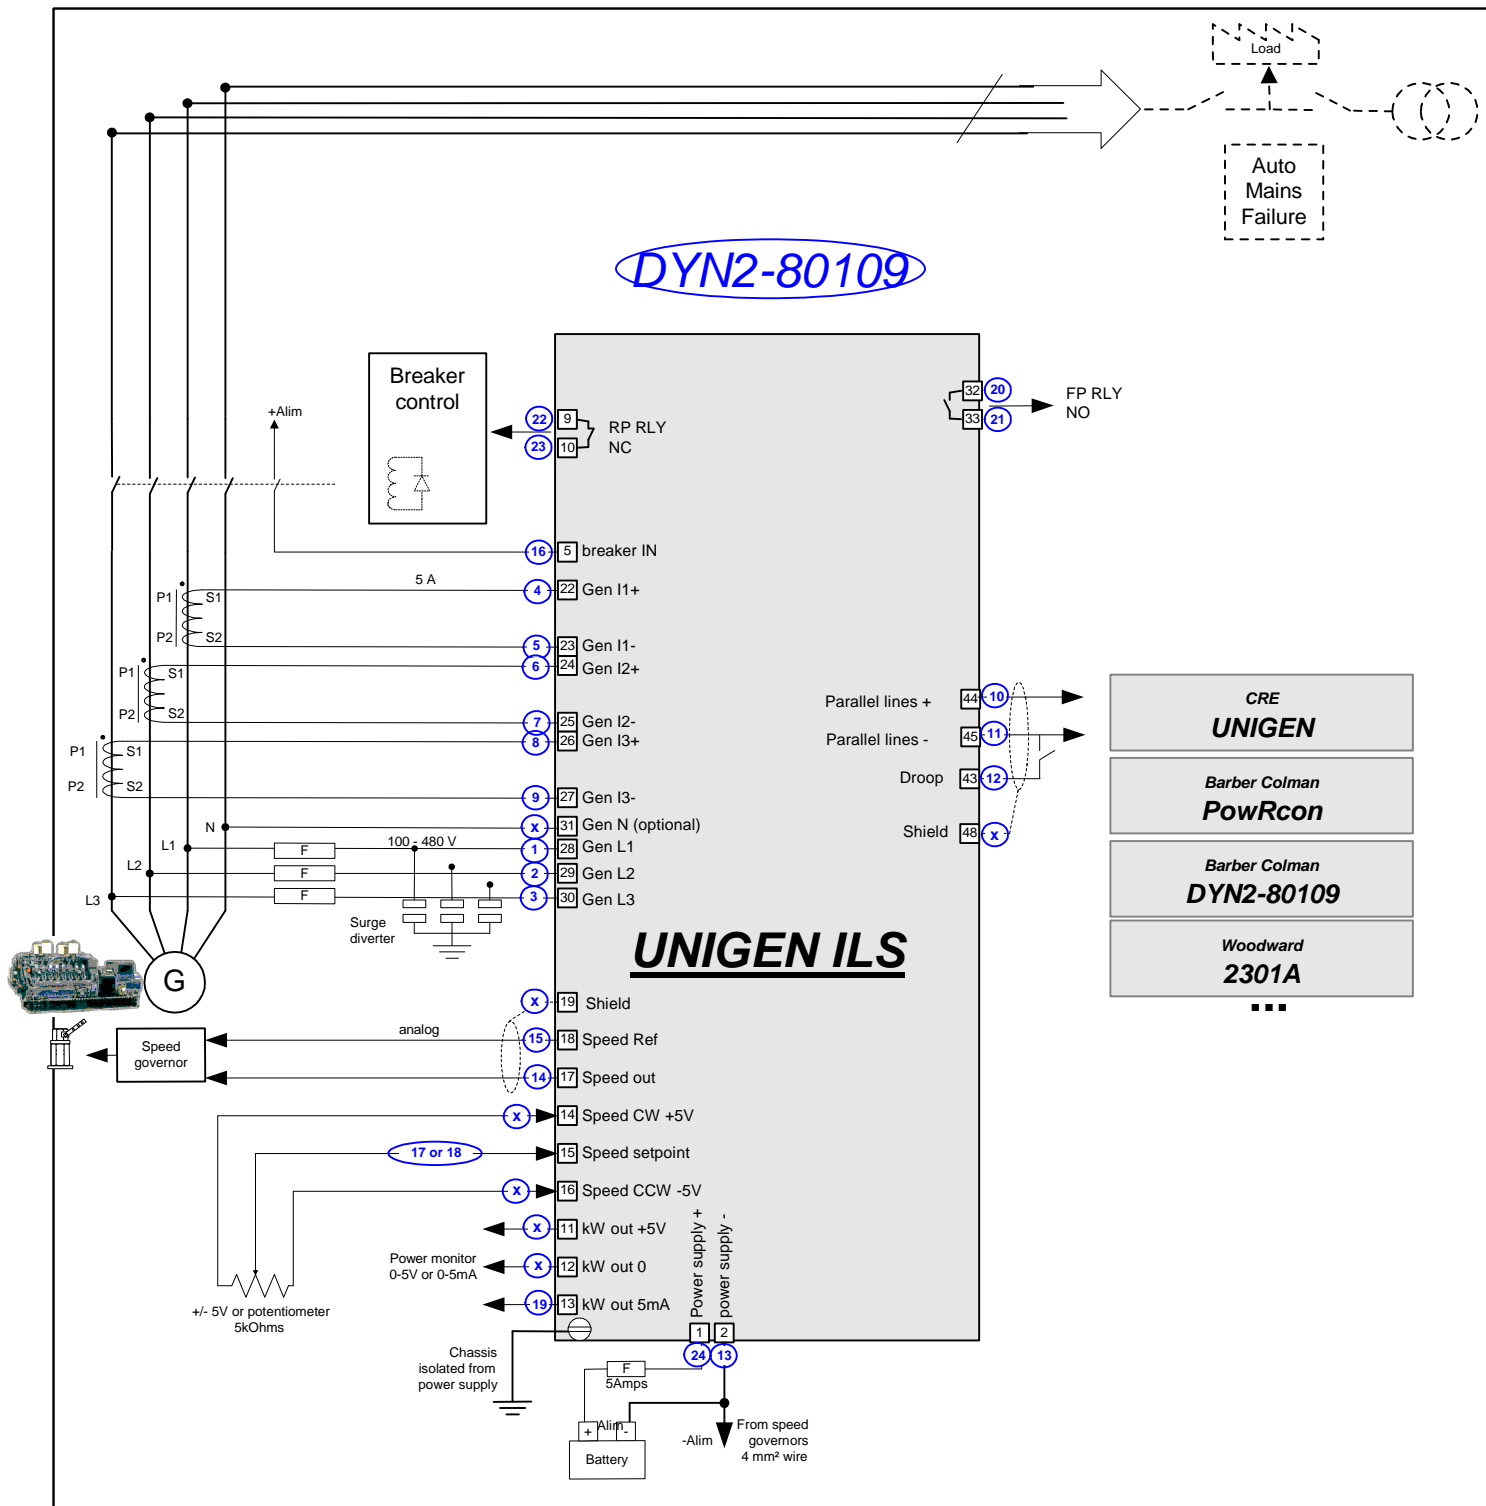 Load
Auto
Mains
Failure
DYN2-80109
Breaker
control
+Alim
22
9
RP RLY
23
10
NC
32
20
FP RLY
33
21
NO
16
5
breaker IN
5 A
4
22
Gen I1+
P1
S1
P2
S2
5
23
Gen I1-
6
24
Gen I2+
P1
S1
P2
S2
7
25
Gen I2-
8
26
Gen I3+
P1
S1
P2
S2
9
27
Gen I3-
N
x
31
Gen N (optional)
L1
F
100 - 480 V
1
28
Gen L1
L2
F
2
29
Gen L2
L3
F
3
30
Gen L3
Surge
diverter
Parallel lines +
44
10
Parallel lines -
45
11
Droop
43
12
Shield
48
x
CRE
UNIGEN
Barber Colman
PowRcon
Barber Colman
DYN2-80109
Woodward
2301A
...
UNIGEN ILS
G
x
19
Shield
analog
15
18
Speed Ref
Speed
governor
14
17
Speed out
x
14
Speed CW +5V
17 or 18
15
Speed setpoint
x
16
Speed CCW -5V
x
11
kW out +5V
Power monitor
0-5V or 0-5mA
x
12
kW out 0
19
13
kW out 5mA
+/- 5V or potentiometer
5kOhms
Power supply +
power supply -
1
2
24
13
Chassis
isolated from
power supply
F
5Amps
+
Alim
-
Battery
-Alim
From speed
governors
4 mm² wire